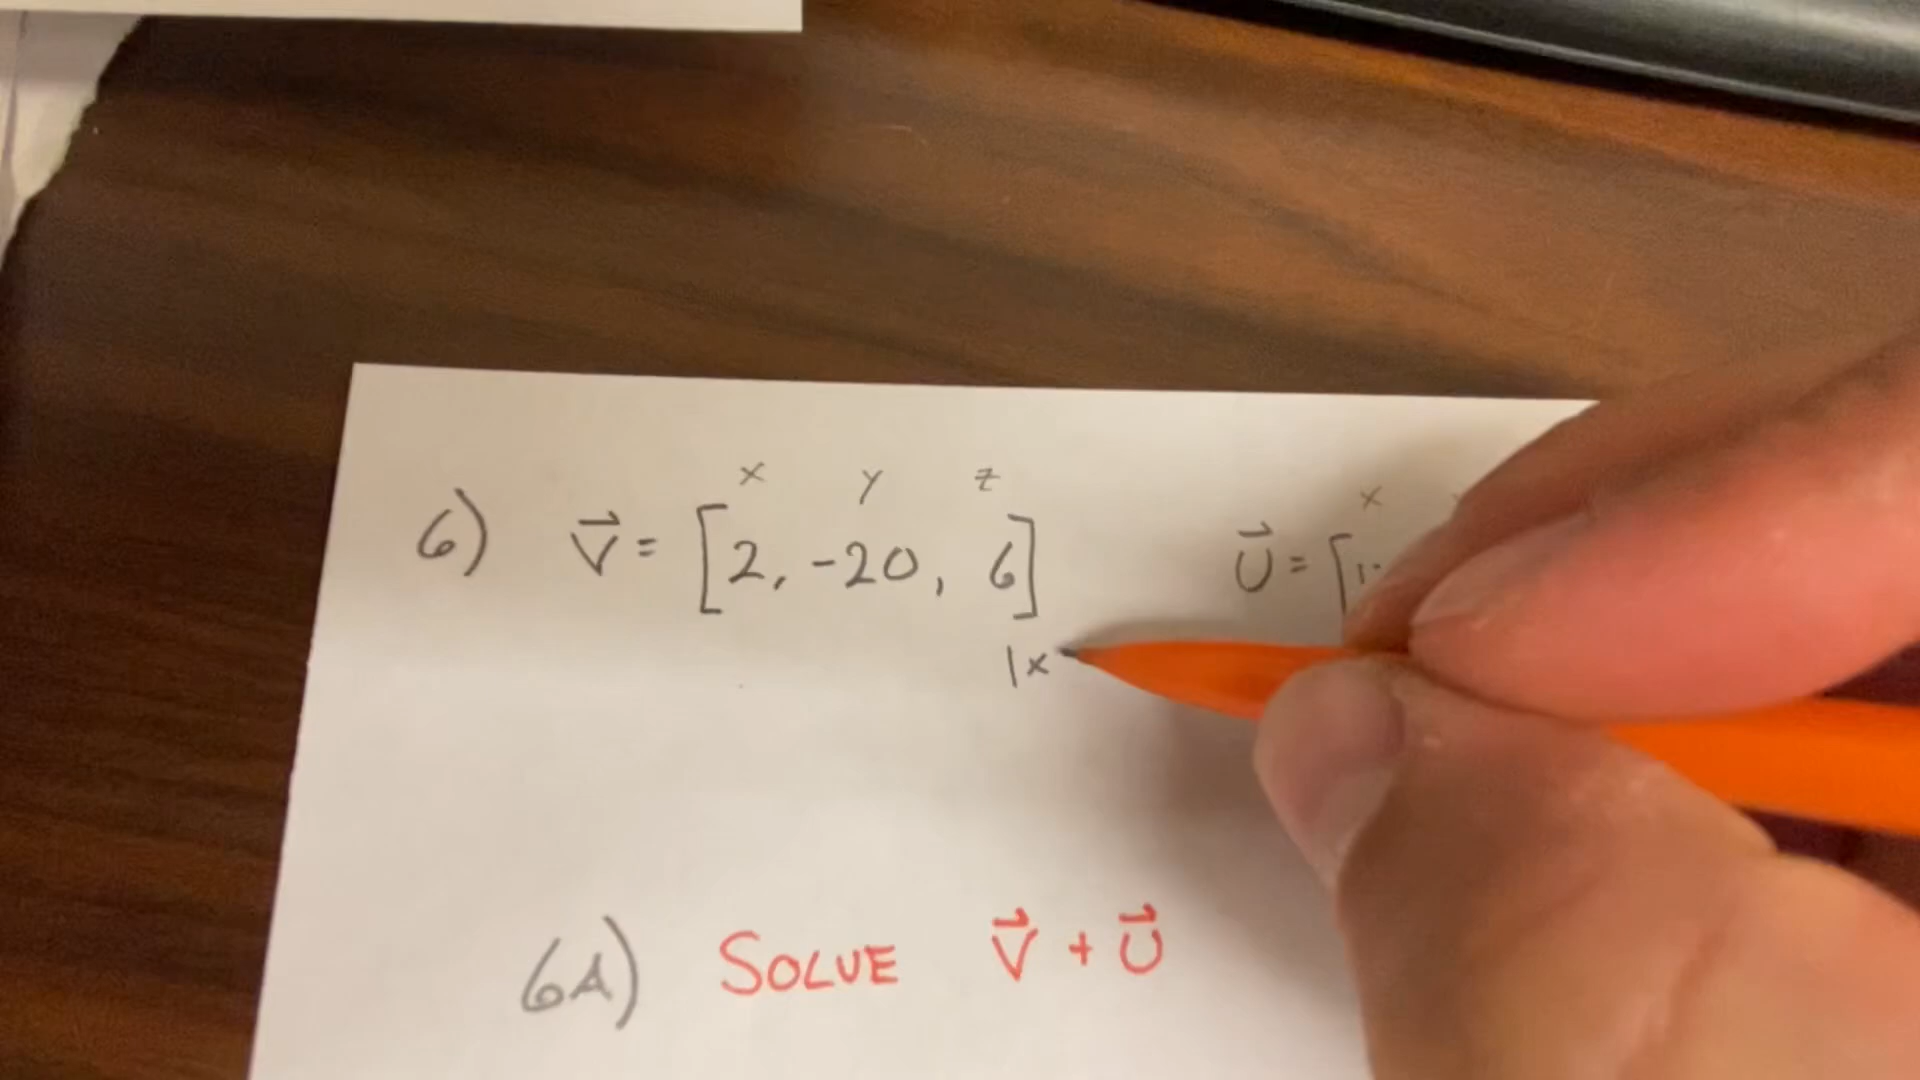 x y z x
6) V⃗ = [2, -20, 6] U⃗ = [
1x
6A) SOLVE V⃗ + U⃗